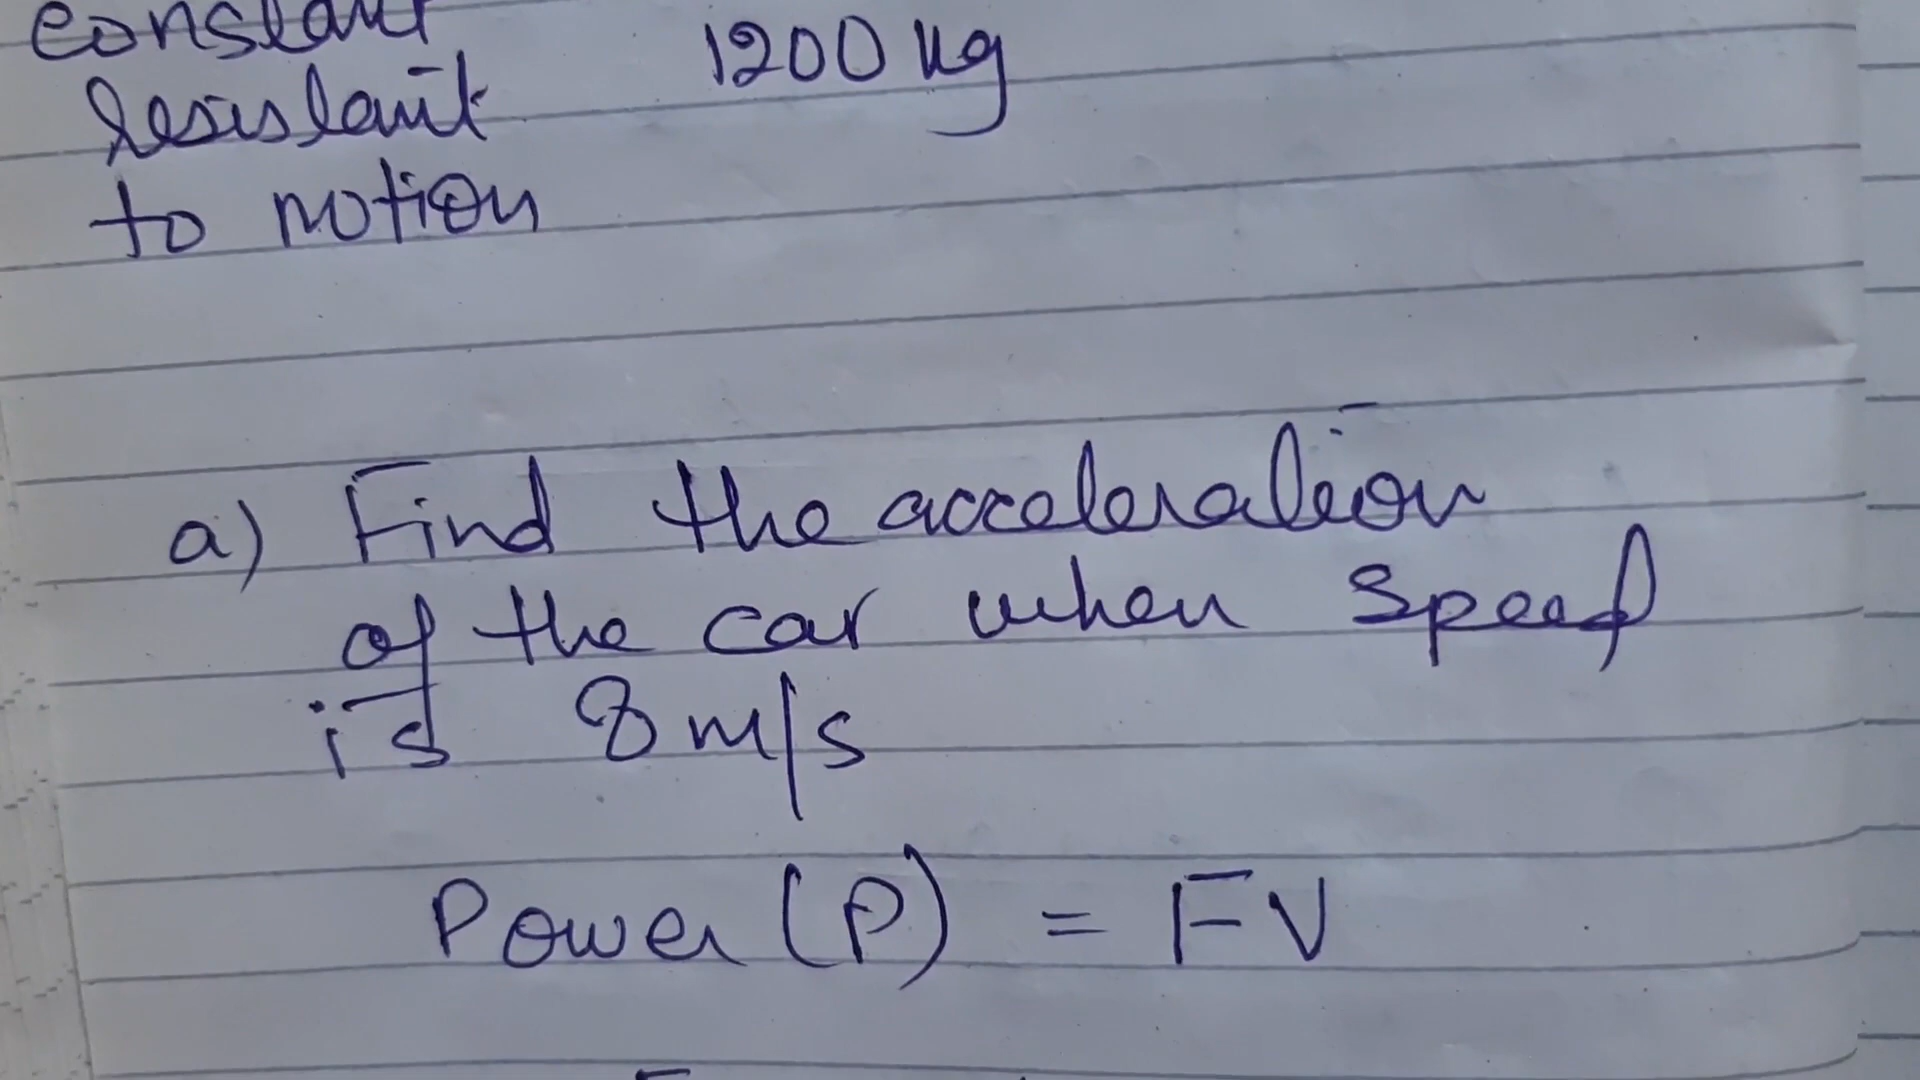 constant
resistant 1200 kg
to motion
a) Find the acceleration
of the car when speed
is 8 m/s
Power (P) = FV